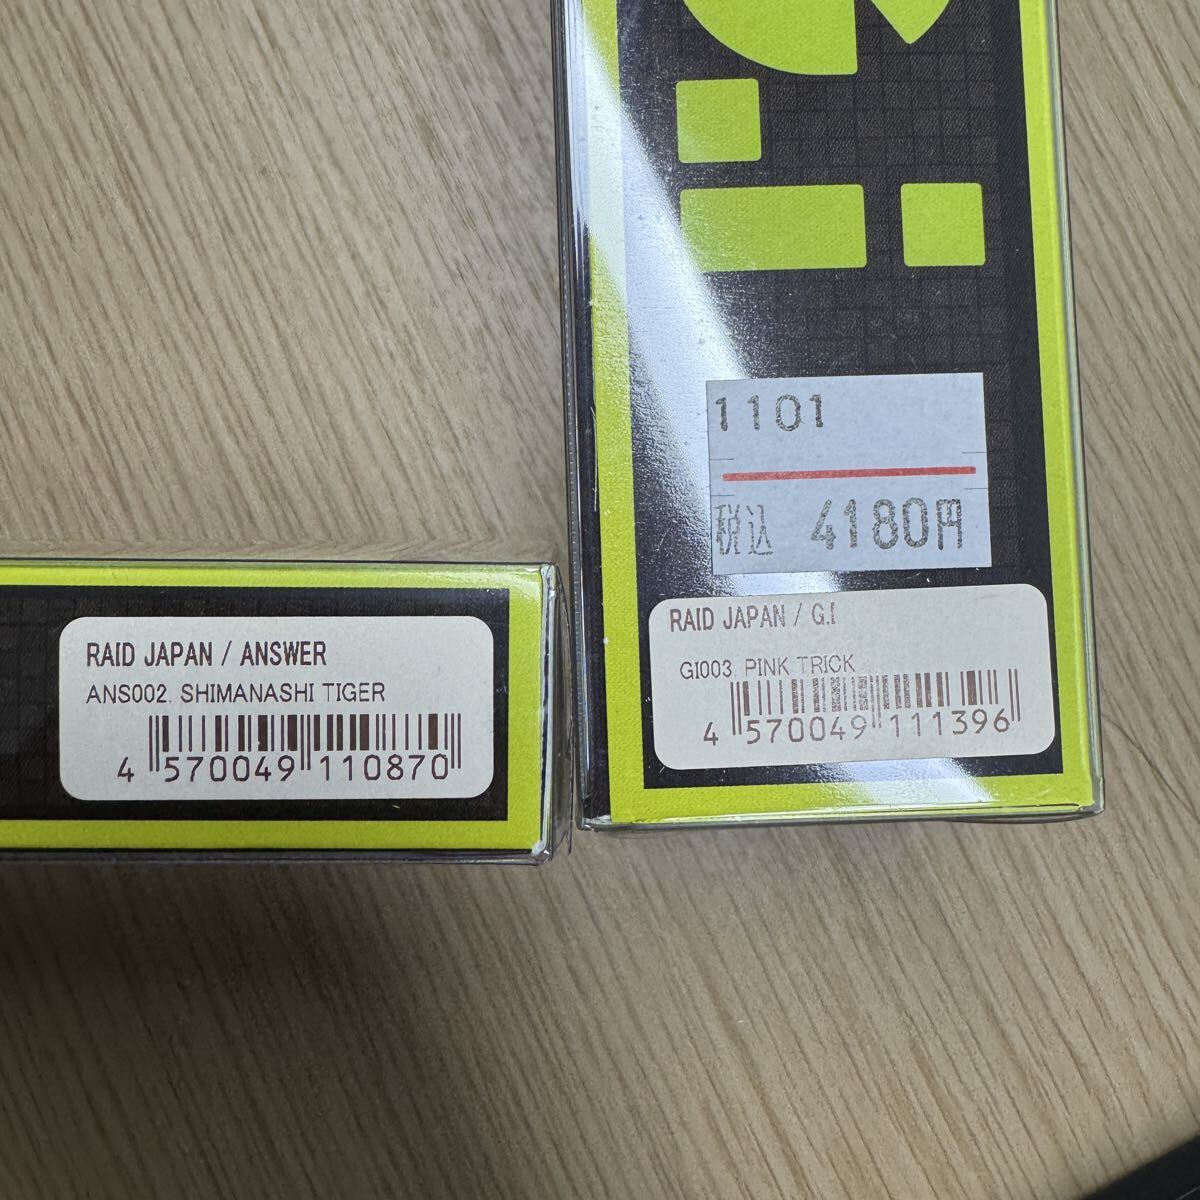 1101
税込 4180円
RAID JAPAN / G.I
GI003. PINK TRICK
4 570049 111396
RAID JAPAN / ANSWER
ANS002. SHIMANASHI TIGER
4 570049 110870